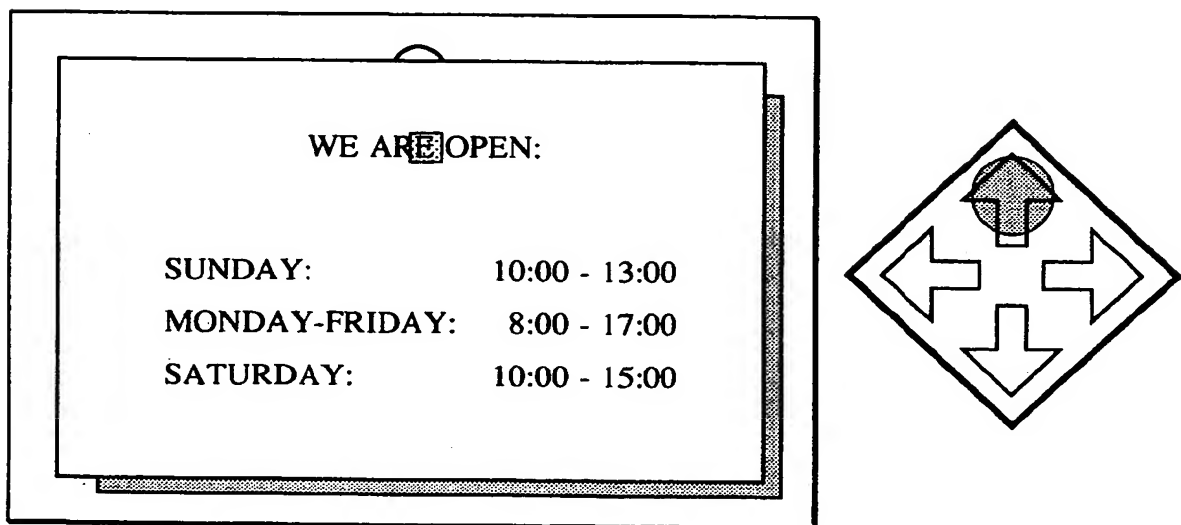 WE ARE OPEN:
SUNDAY: 10:00 - 13:00
MONDAY-FRIDAY: 8:00 - 17:00
SATURDAY: 10:00 - 15:00